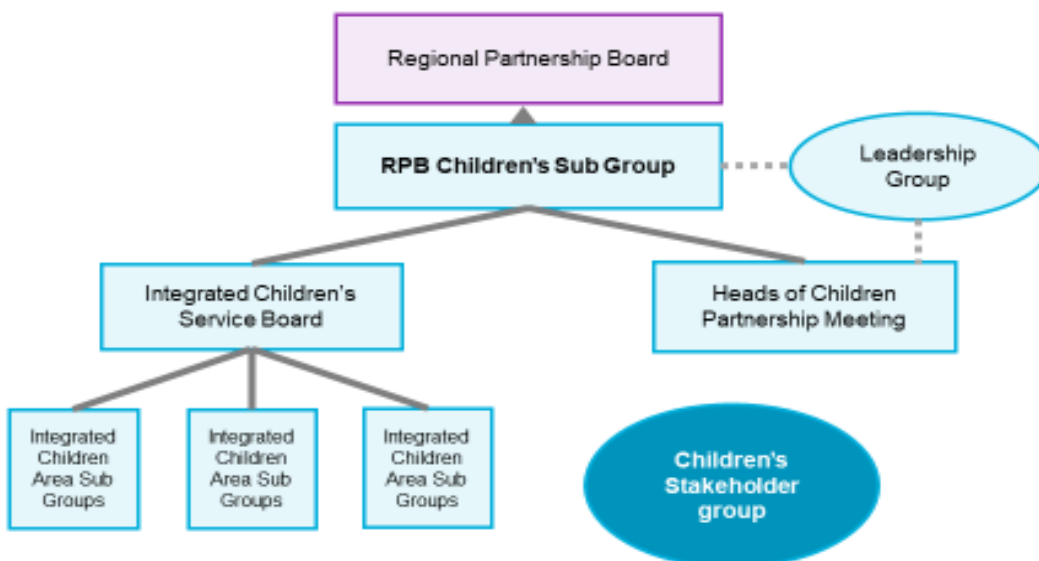 Regional Partnership Board
RPB Children's Sub Group
Leadership
Group
Integrated Children's
Service Board
Heads of Children
Partnership Meeting
Integrated
Children
Area Sub
Groups
Integrated
Children
Area Sub
Groups
Integrated
Children
Area Sub
Groups
Children's
Stakeholder
group